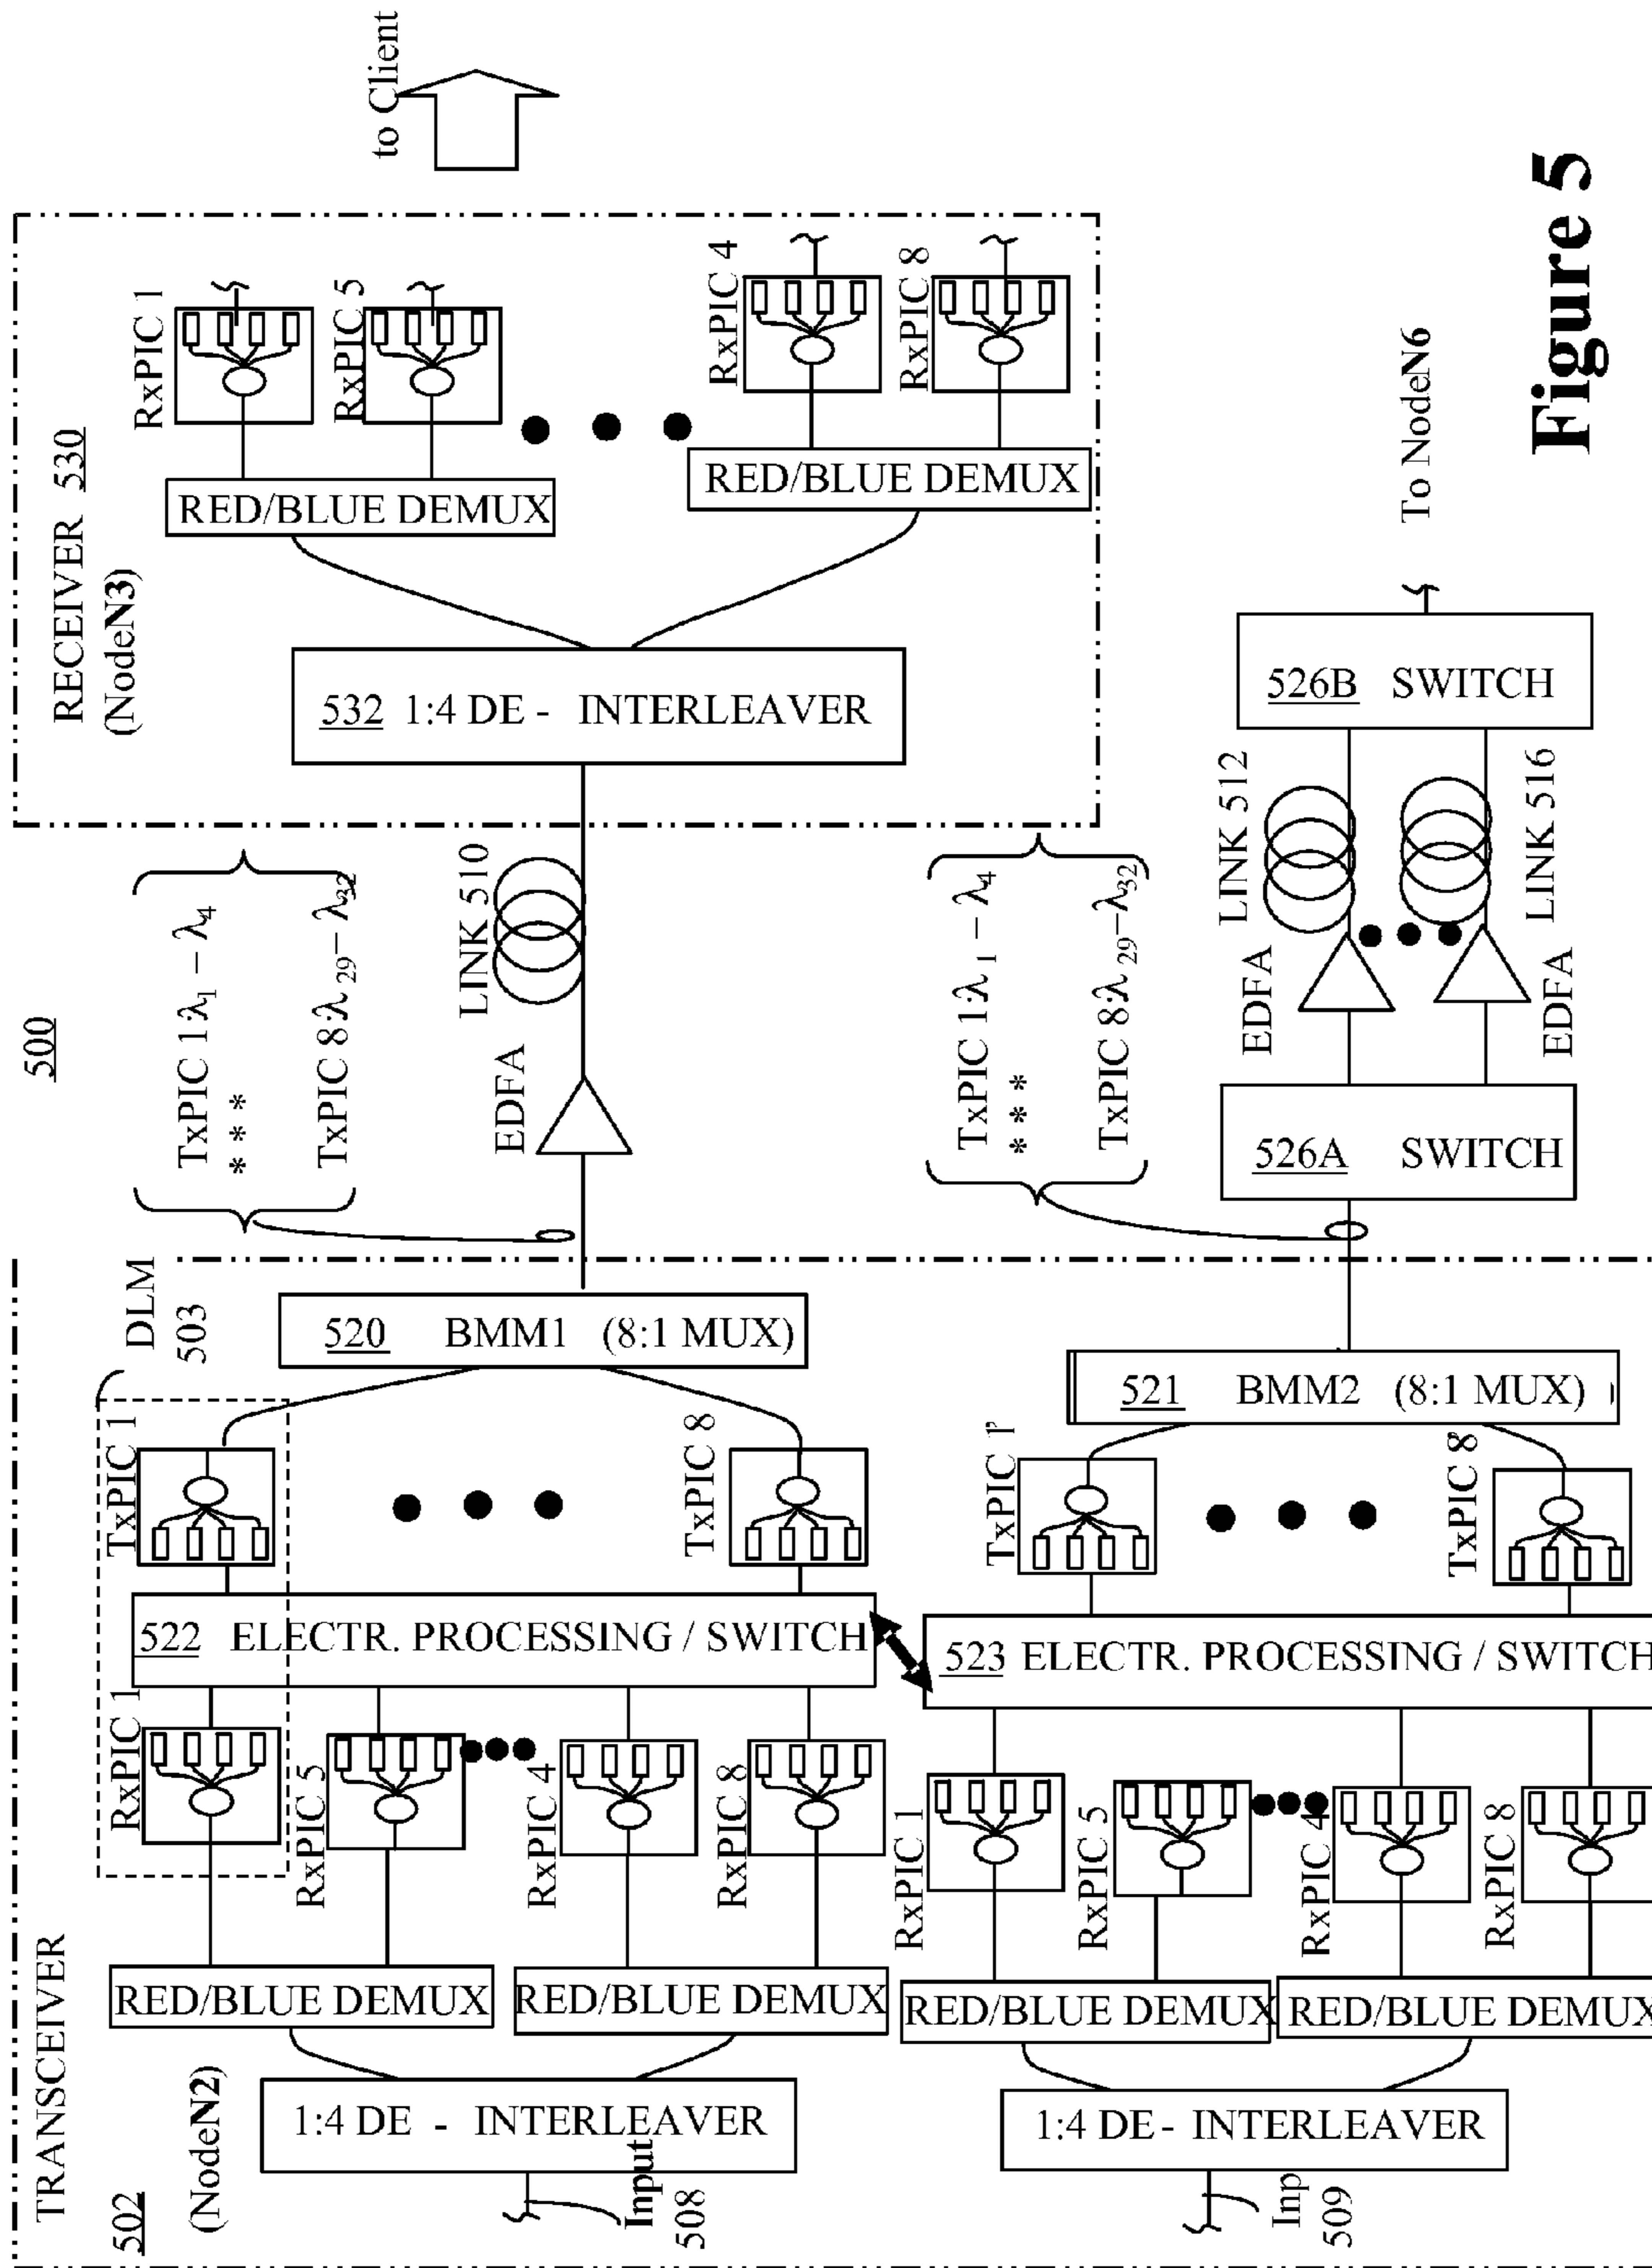 500
TRANSCEIVER
502
(NodeN2)
1:4 DE - INTERLEAVER
Input
508
RED/BLUE DEMUX
RED/BLUE DEMUX
RxPIC 1
RxPIC 5
RxPIC 4
RxPIC 8
522 ELECTR. PROCESSING / SWITCH
TxPIC 1
TxPIC 8
DLM
503
520 BMM1 (8:1 MUX)
TxPIC 1:λ1 – λ4
* * *
TxPIC 8:λ29–λ32
EDFA
LINK 510
RECEIVER 530
(NodeN3)
532 1:4 DE - INTERLEAVER
RED/BLUE DEMUX
RED/BLUE DEMUX
RxPIC 1
RxPIC 5
RxPIC 4
RxPIC 8
to Client
1:4 DE - INTERLEAVER
Inp
509
RED/BLUE DEMUX
RED/BLUE DEMUX
RxPIC 1
RxPIC 5
RxPIC 4
RxPIC 8
523 ELECTR. PROCESSING / SWITCH
TxPIC 1'
TxPIC 8'
521 BMM2 (8:1 MUX)
TxPIC 1:λ1 – λ4
* * *
TxPIC 8:λ29–λ32
526A SWITCH
EDFA
EDFA
LINK 512
LINK 516
526B SWITCH
To NodeN6
Figure 5